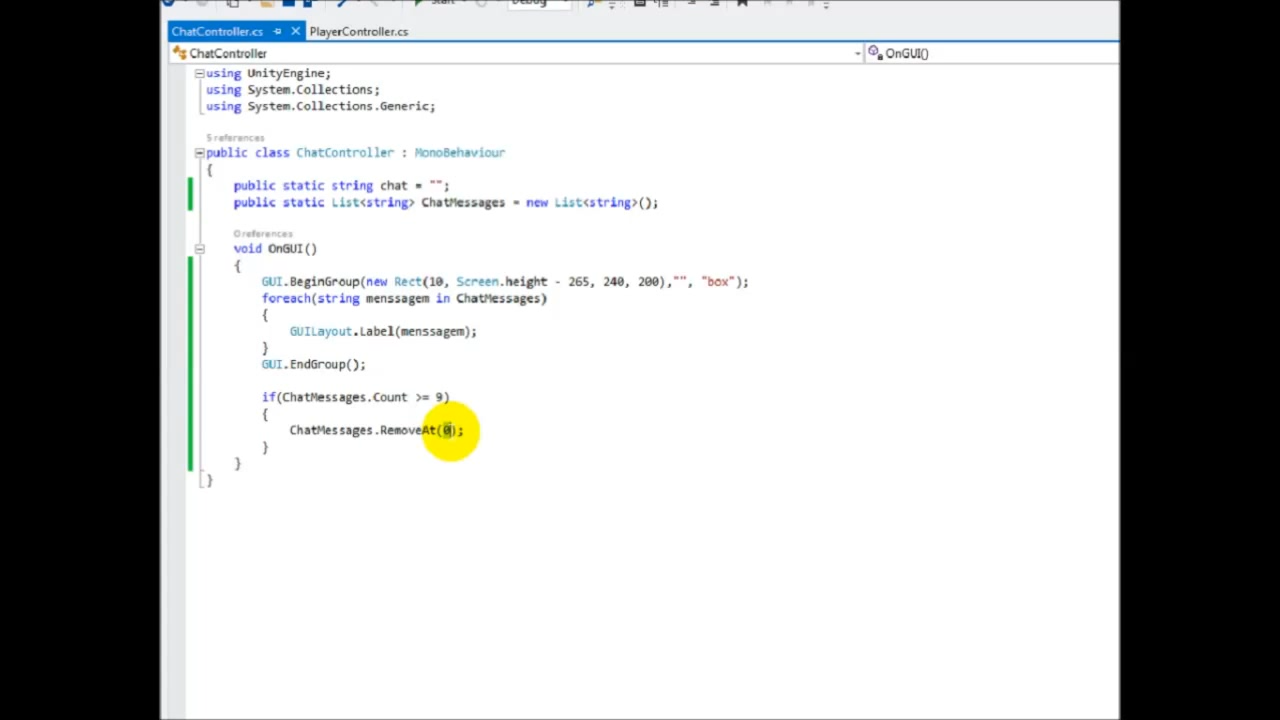 Start Debug
ChatController.cs PlayerController.cs
ChatController OnGUI()
using UnityEngine;
using System.Collections;
using System.Collections.Generic;
5 references
public class ChatController : MonoBehaviour
{
public static string chat = "";
public static List<string> ChatMessages = new List<string>();
0 references
void OnGUI()
{
GUI.BeginGroup(new Rect(10, Screen.height - 265, 240, 200),"", "box");
foreach(string menssagem in ChatMessages)
{
GUILayout.Label(menssagem);
}
GUI.EndGroup();
if(ChatMessages.Count >= 9)
{
ChatMessages.RemoveAt(0);
}
}
}